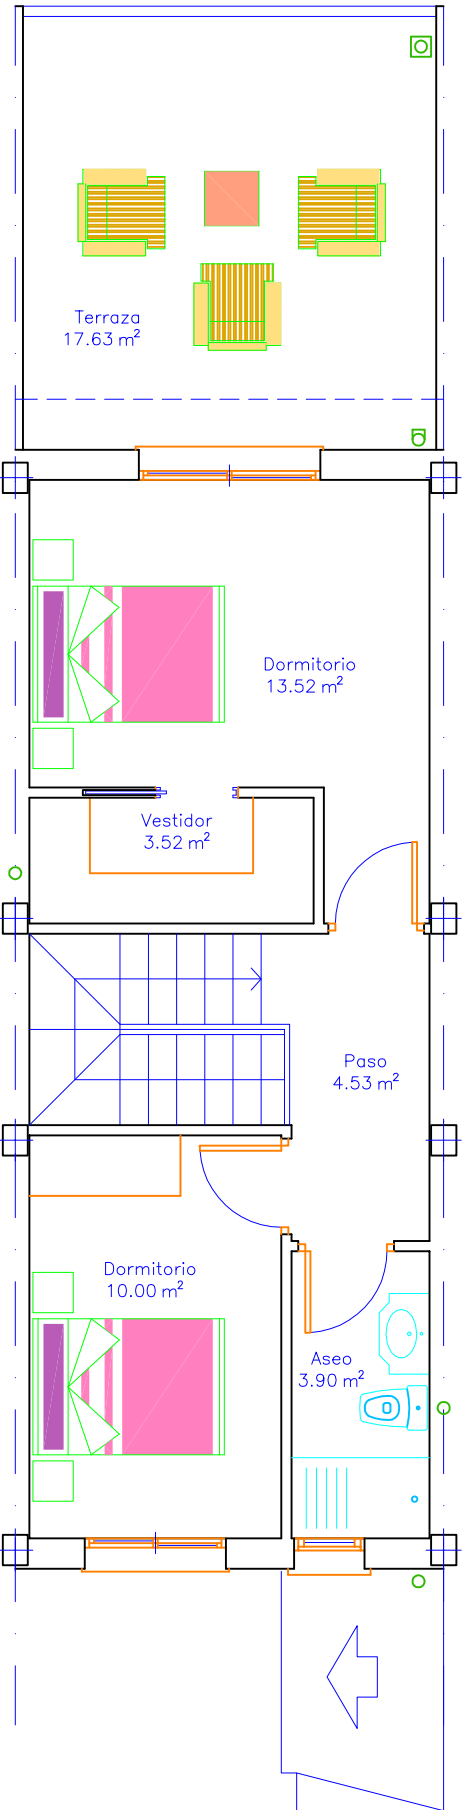 Terraza
17.63 m²
Dormitorio
13.52 m²
Vestidor
3.52 m²
Paso
4.53 m²
Dormitorio
10.00 m²
Aseo
3.90 m²